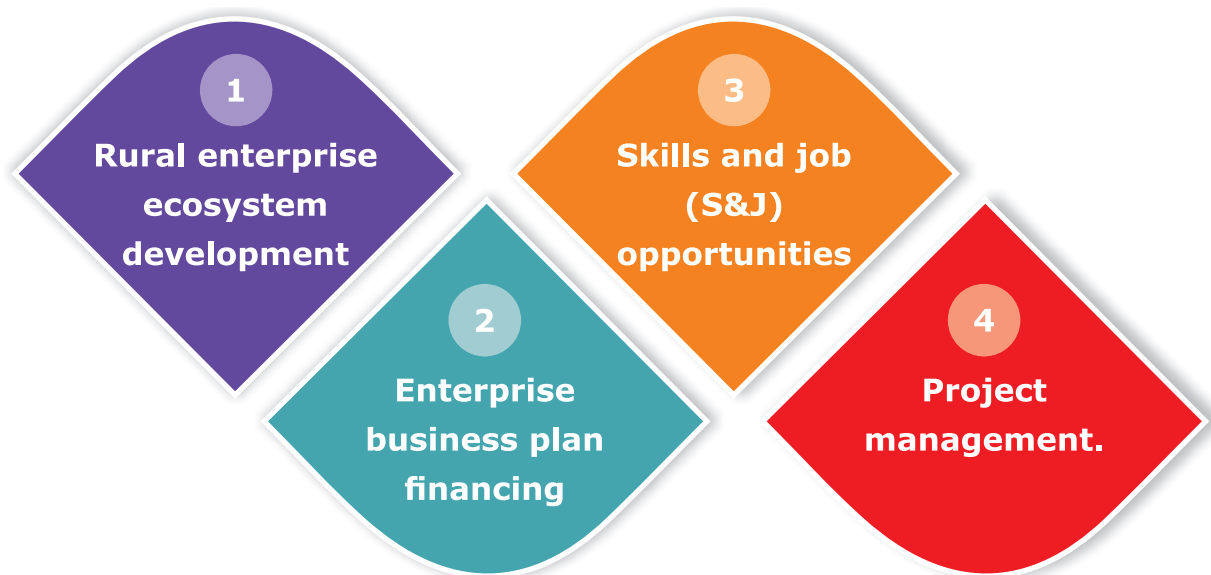 1
Rural enterprise
ecosystem
development
2
Enterprise
business plan
financing
3
Skills and job
(S&J)
opportunities
4
Project
management.